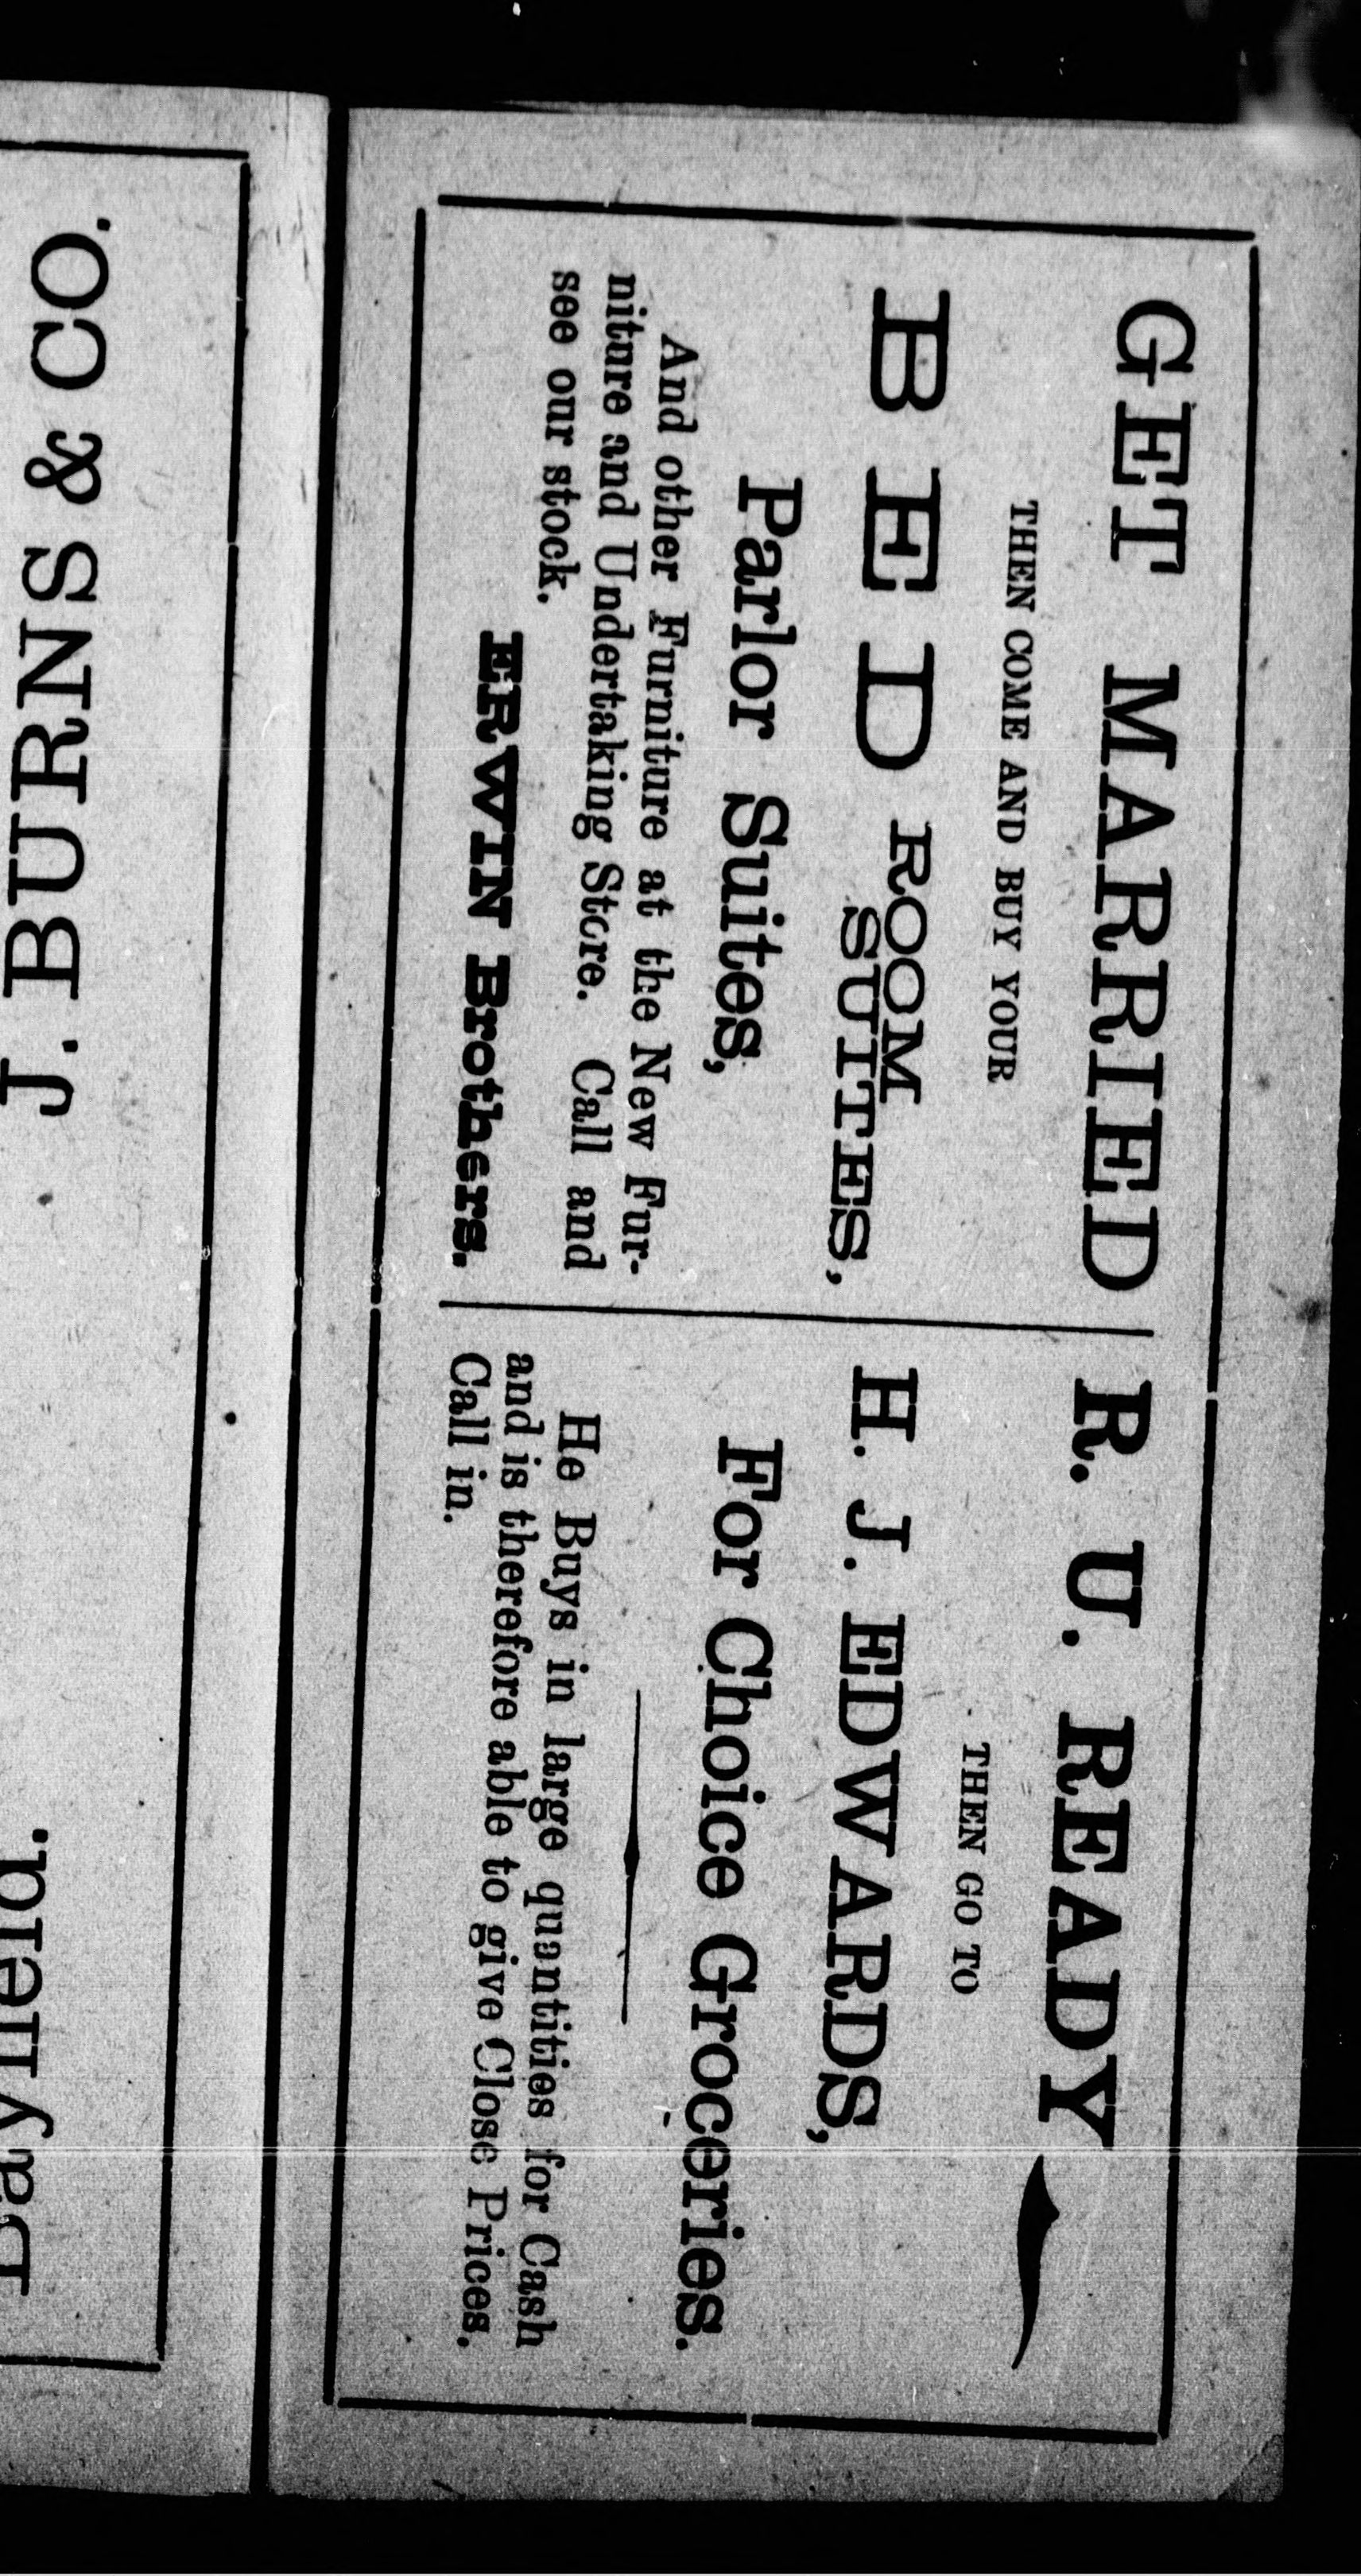 GET MARRIED
THEN COME AND BUY YOUR
BED ROOM
SUITES,
Parlor Suites,
And other Furniture at the New Fur-
niture and Undertaking Store. Call and
see our stock.
ERWIN Brothers.
R. U. READY
THEN GO TO
H. J. EDWARDS,
For Choice Groceries.
He Buys in large quantities for Cash
and is therefore able to give Close Prices.
Call in.
J. BURNS & CO.